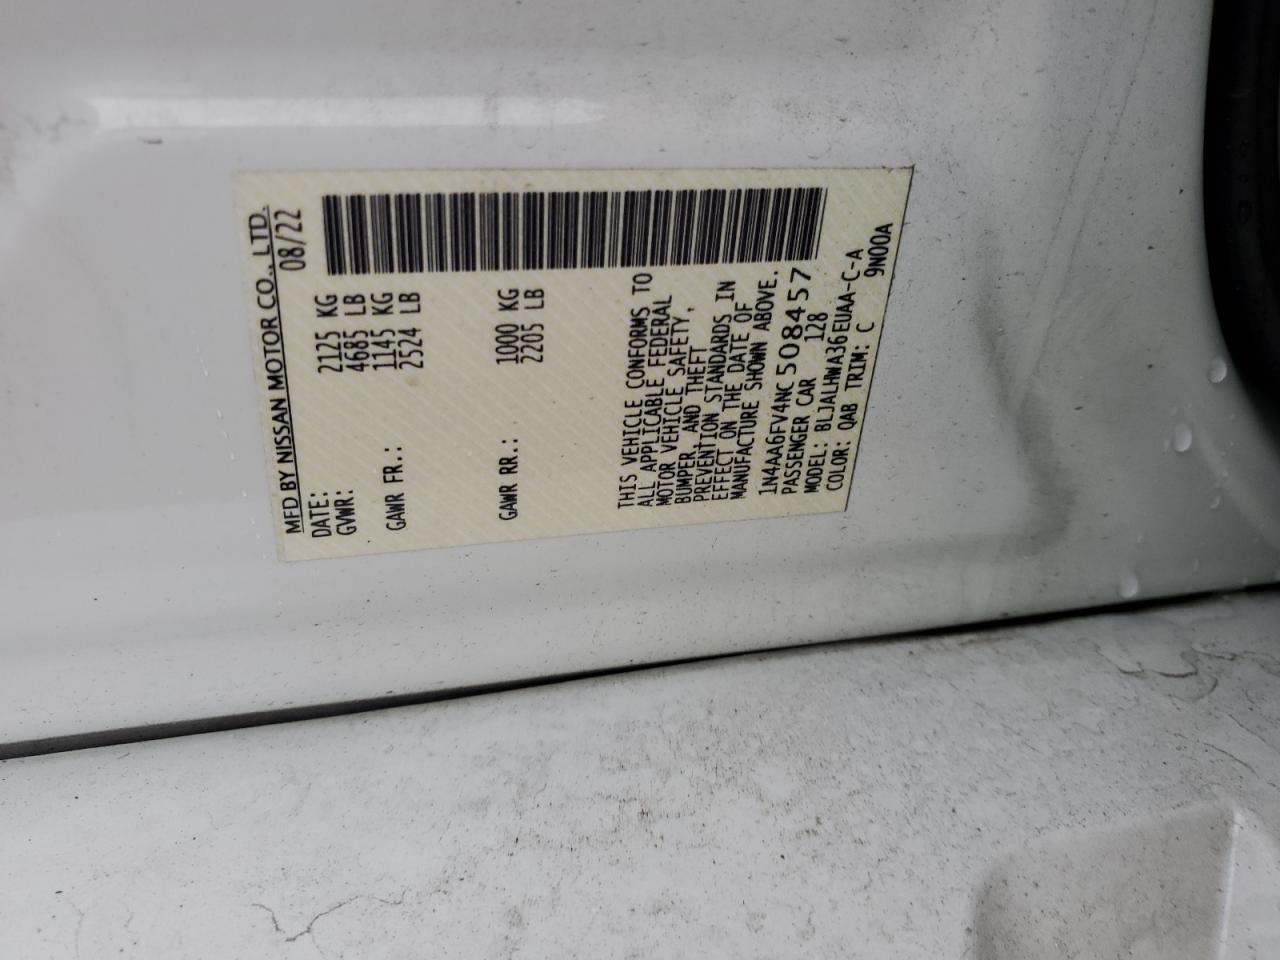 MFD BY NISSAN MOTOR CO., LTD.
DATE: 08/22
GVWR: 2125 KG
4685 LB
GAWR FR.: 1145 KG
2524 LB
GAWR RR.: 1000 KG
2205 LB
THIS VEHICLE CONFORMS TO
ALL APPLICABLE FEDERAL
MOTOR VEHICLE SAFETY,
BUMPER, AND THEFT
PREVENTION STANDARDS IN
EFFECT ON THE DATE OF
MANUFACTURE SHOWN ABOVE.
1N4AA6FV4NC508457
PASSENGER CAR 128
MODEL: BLJALHWA36EUAA-C-A
COLOR: QAB TRIM: C 9N00A